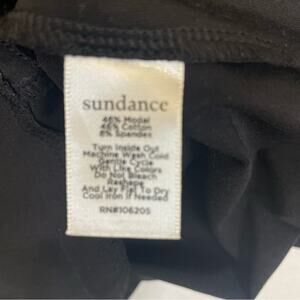 sundance
46% Modal
46% Cotton
8% Spandex
Turn Inside Out
Machine Wash Cold
Gentle Cycle
With Like Colors
Do Not Bleach
Reshape
And Lay Flat To Dry
Cool Iron If Needed
RN#106205